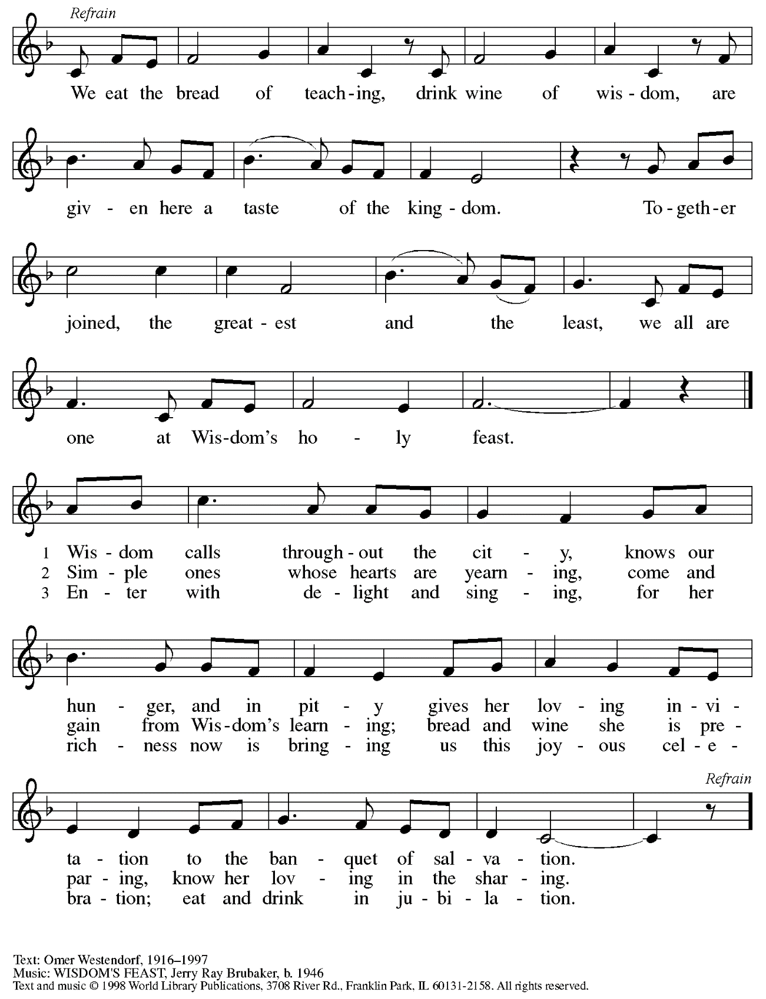 Refrain
We eat the bread of teach - ing, drink wine of wis - dom, are
giv - en here a taste of the king - dom. To - geth - er
joined, the great - est and the least, we all are
one at Wis - dom's ho - ly feast.
1 Wis - dom calls through - out the cit - y, knows our
2 Sim - ple ones whose hearts are yearn - ing, come and
3 En - ter with de - light and sing - ing, for her
hun - ger, and in pit - y gives her lov - ing in - vi -
gain from Wis - dom's learn - ing; bread and wine she is pre -
rich - ness now is bring - ing us this joy - ous cel - e -
Refrain
ta - tion to the ban - quet of sal - va - tion.
par - ing, know her lov - ing in the shar - ing.
bra - tion; eat and drink in ju - bi - la - tion.
Text: Omer Westendorf, 1916–1997
Music: WISDOM'S FEAST, Jerry Ray Brubaker, b. 1946
Text and music © 1998 World Library Publications, 3708 River Rd., Franklin Park, IL 60131-2158. All rights reserved.